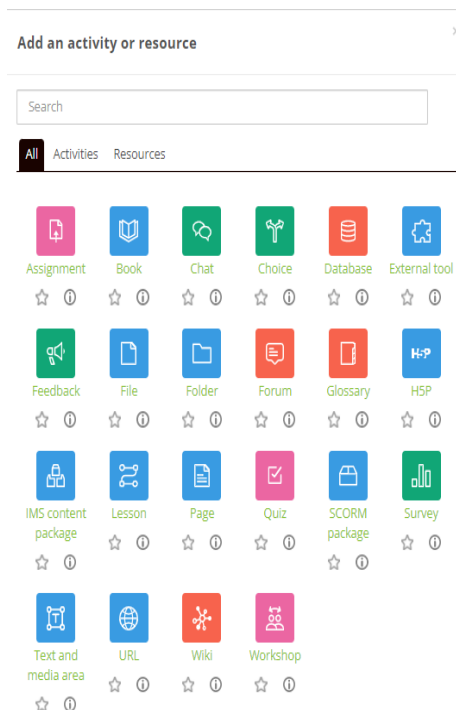 Add an activity or resource
Search
All Activities Resources
Assignment Book Chat Choice Database External tool
Feedback File Folder Forum Glossary H5P
H5P
IMS content package Lesson Page Quiz SCORM package Survey
Text and media area URL Wiki Workshop